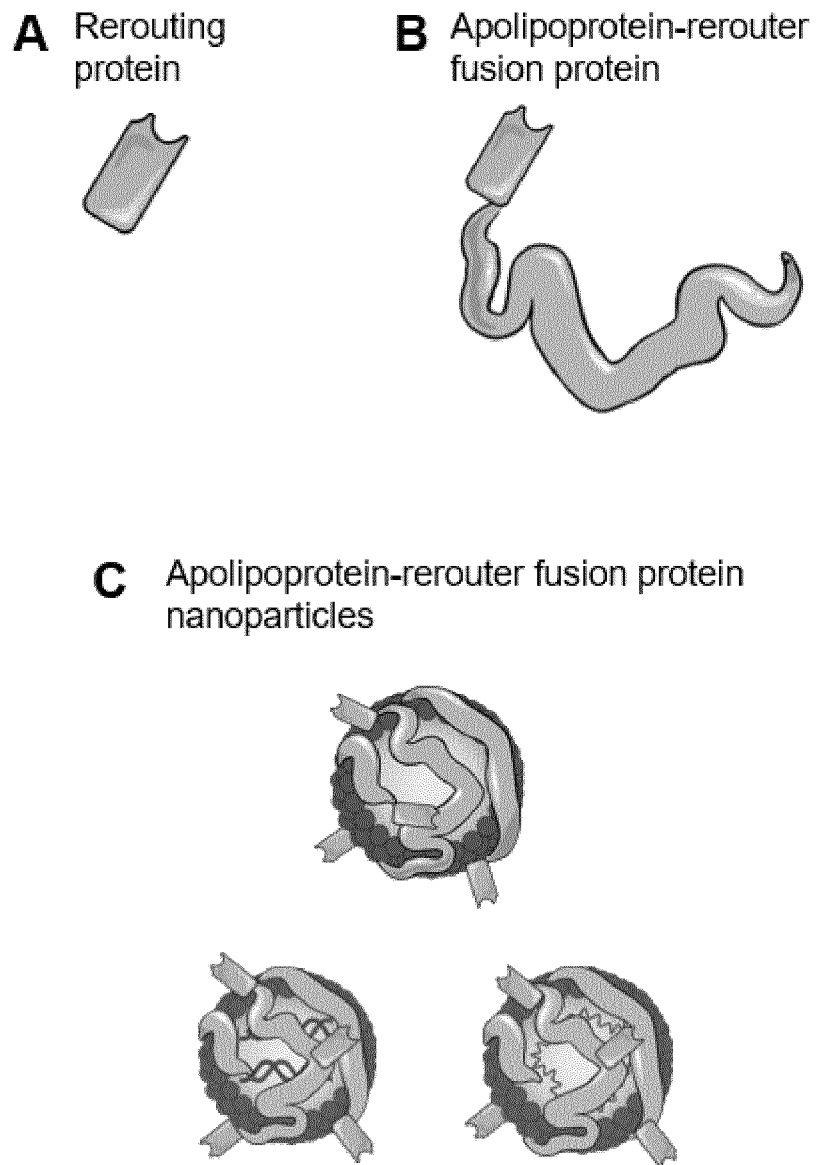 A Rerouting
protein
B Apolipoprotein-rerouter
fusion protein
C Apolipoprotein-rerouter fusion protein
nanoparticles